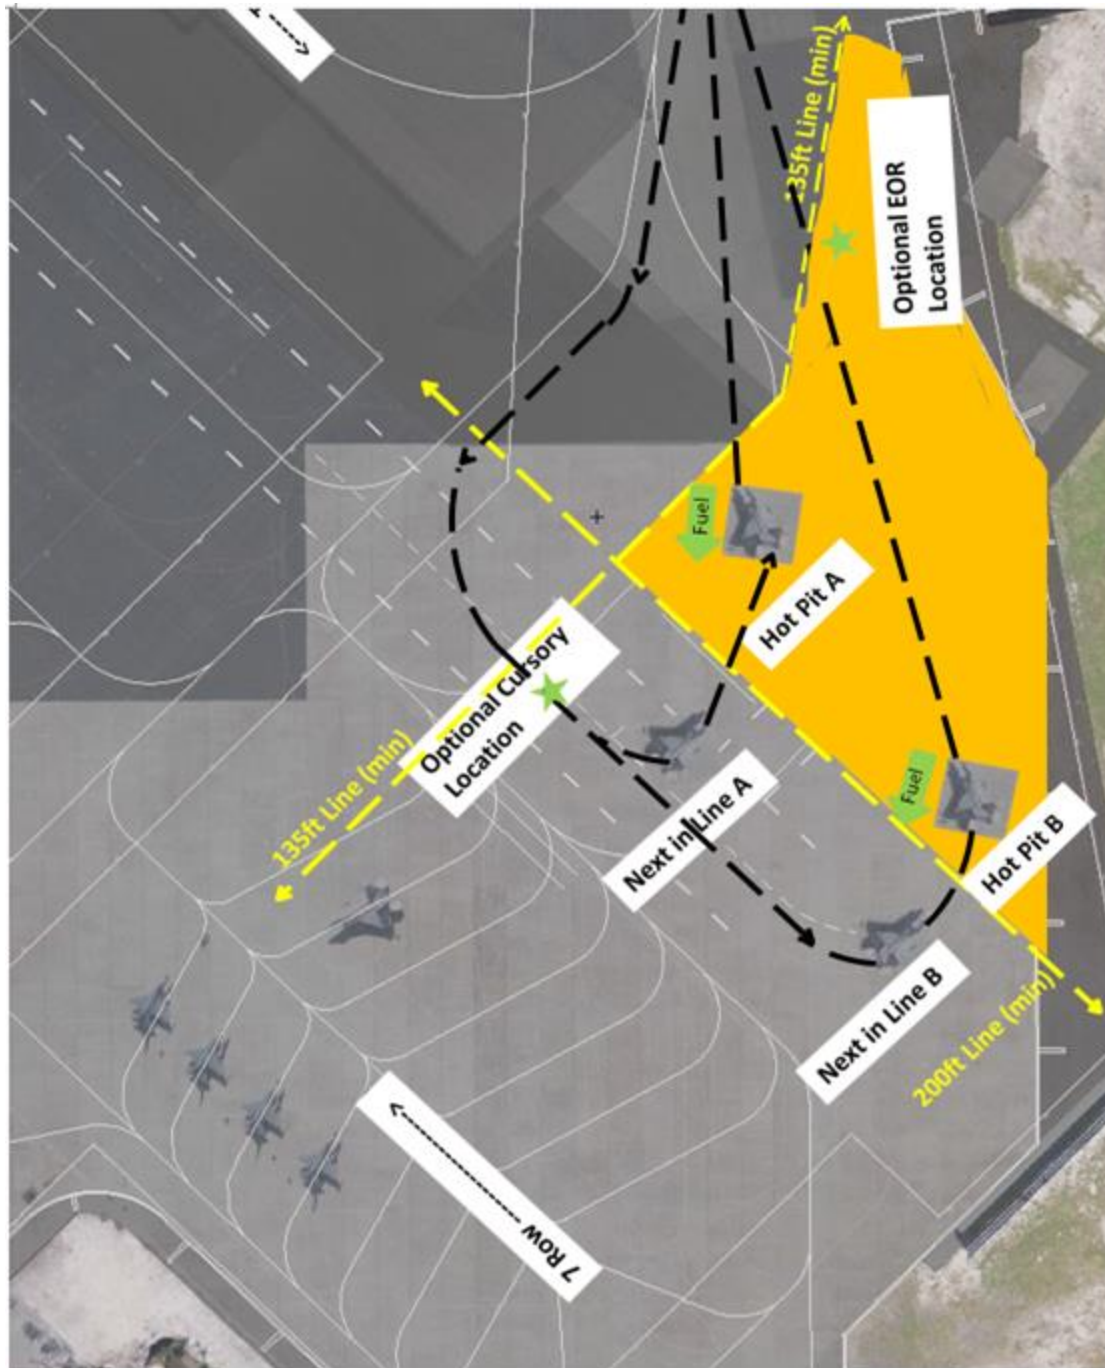 135ft Line (min)
Optional EOR
Location
Fuel
Hot Pit A
Optional Cursory
Location
135ft Line (min)
Next in Line A
Fuel
Hot Pit B
Next in Line B
200ft Line (min)
7 Row